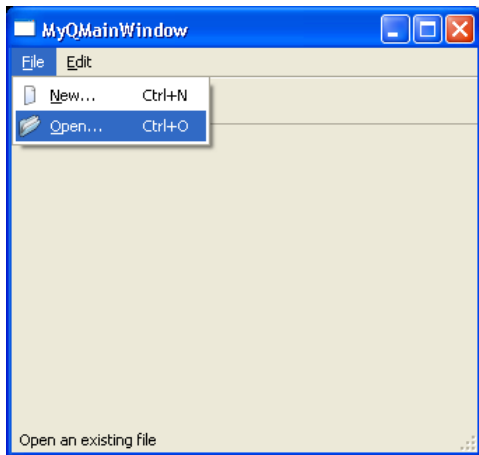 MyQMainWindow
File Edit
New... Ctrl+N
Open... Ctrl+O
Open an existing file